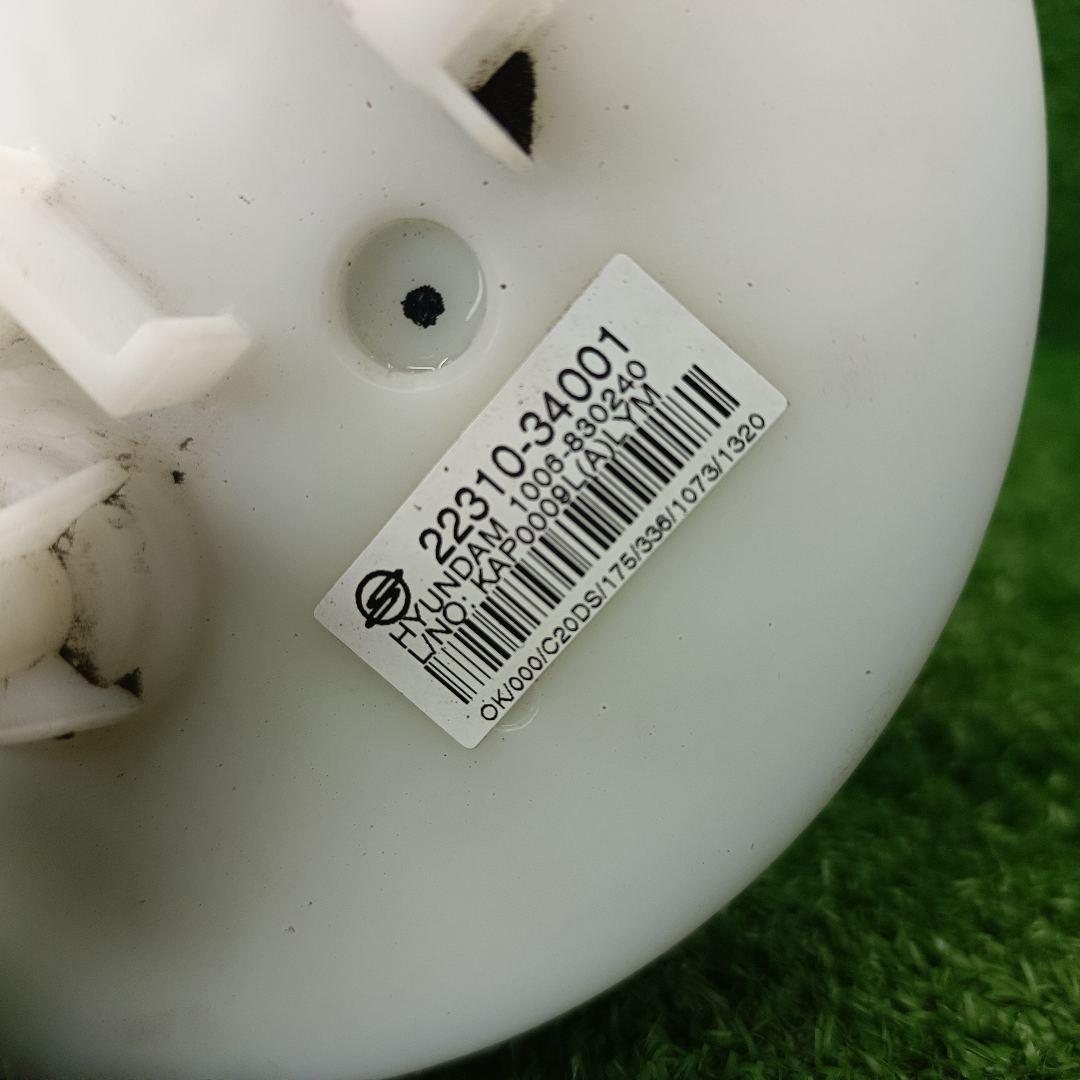 22310-34001
HYUNDAM 1006-830240
L/NO: KAP0009L(A)LYM
OK/000/C20DS/175/336/1073/1320